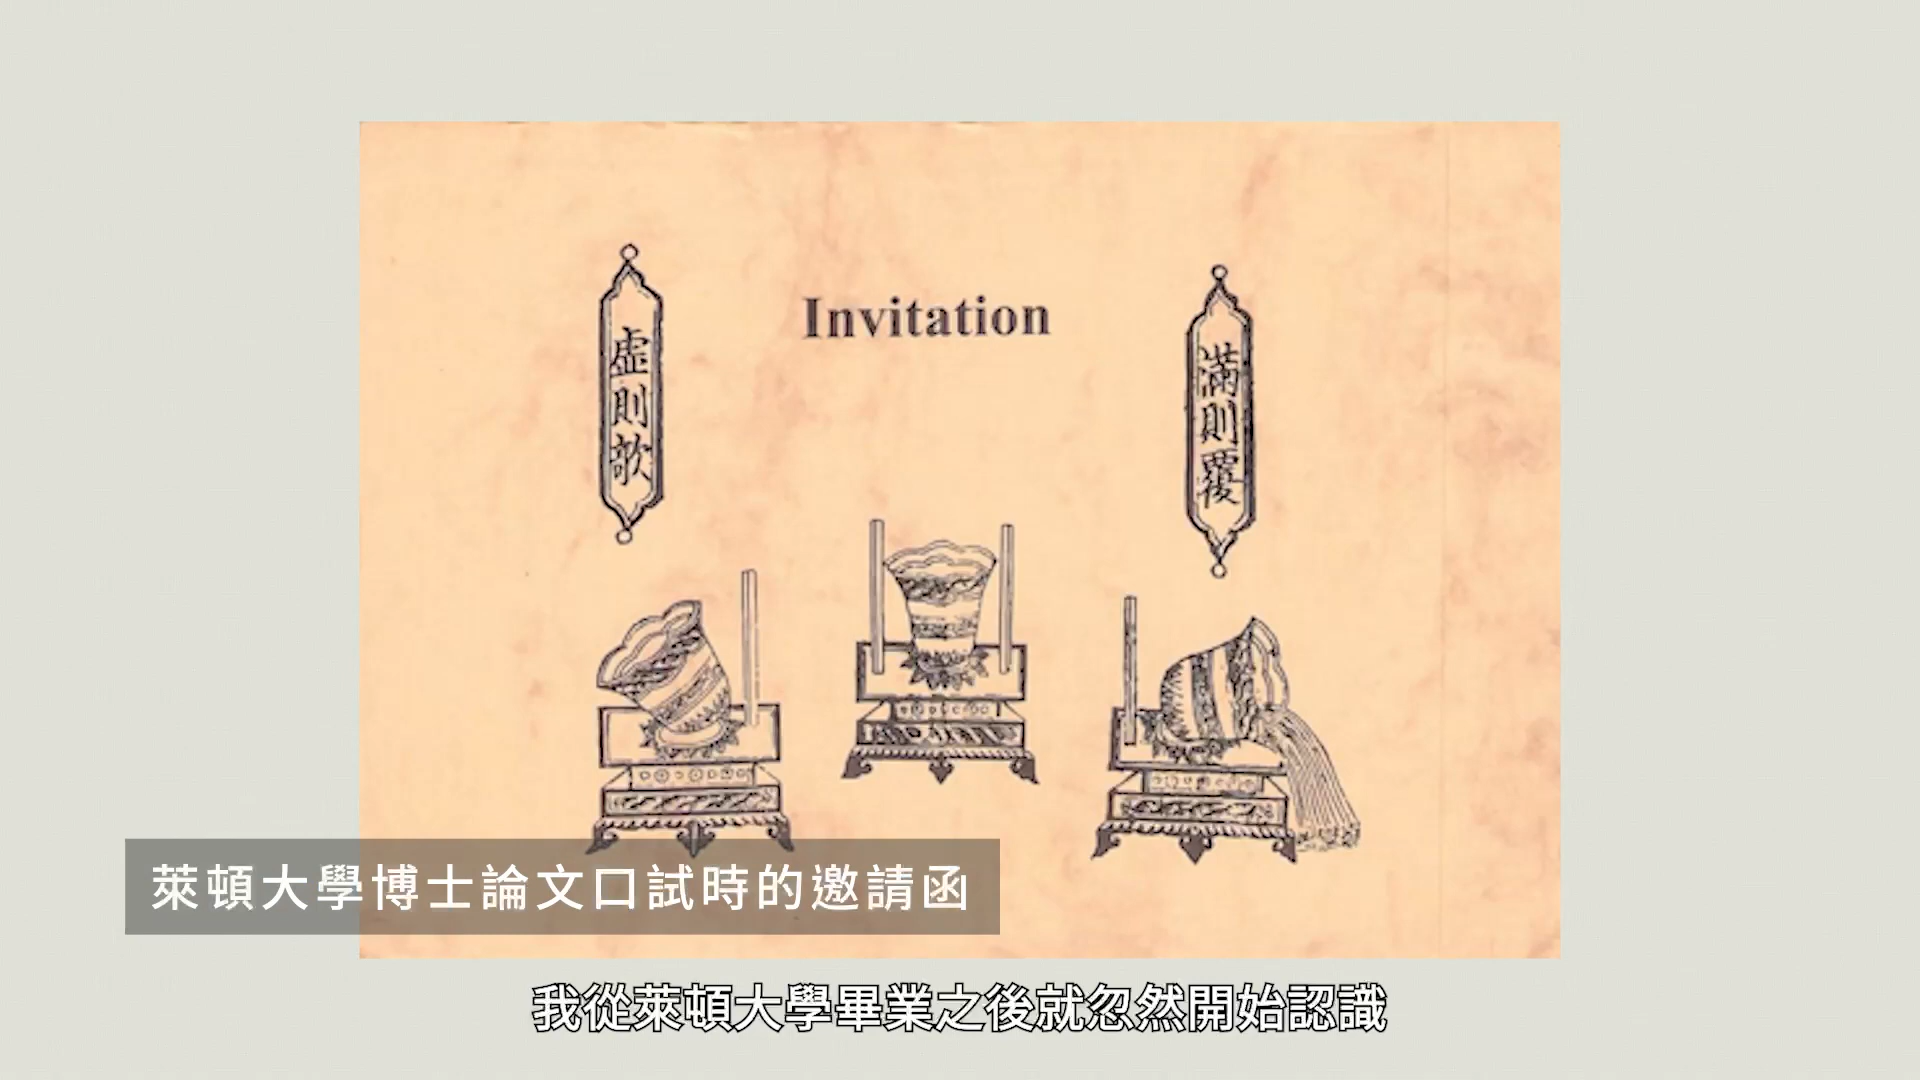 Invitation
虛則欹
滿則覆
萊頓大學博士論文口試時的邀請函
我從萊頓大學畢業之後就忽然開始認識